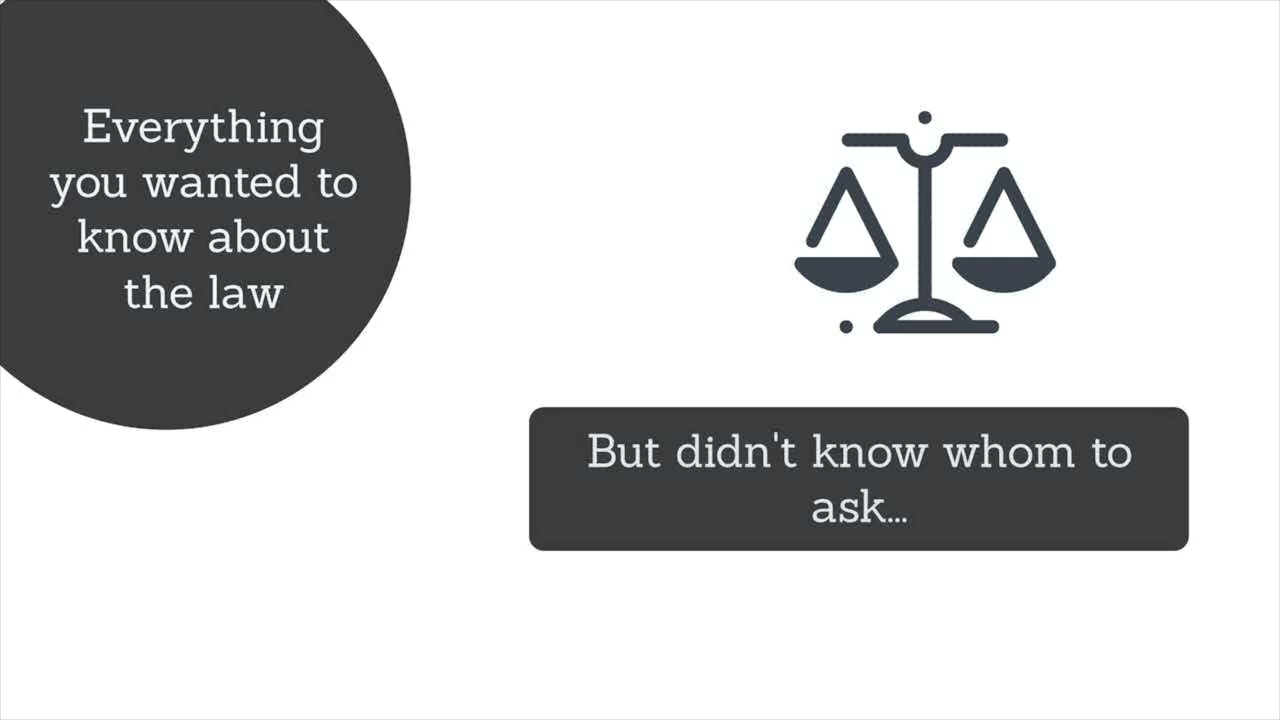 Everything
you wanted to
know about
the law
But didn't know whom to
ask...